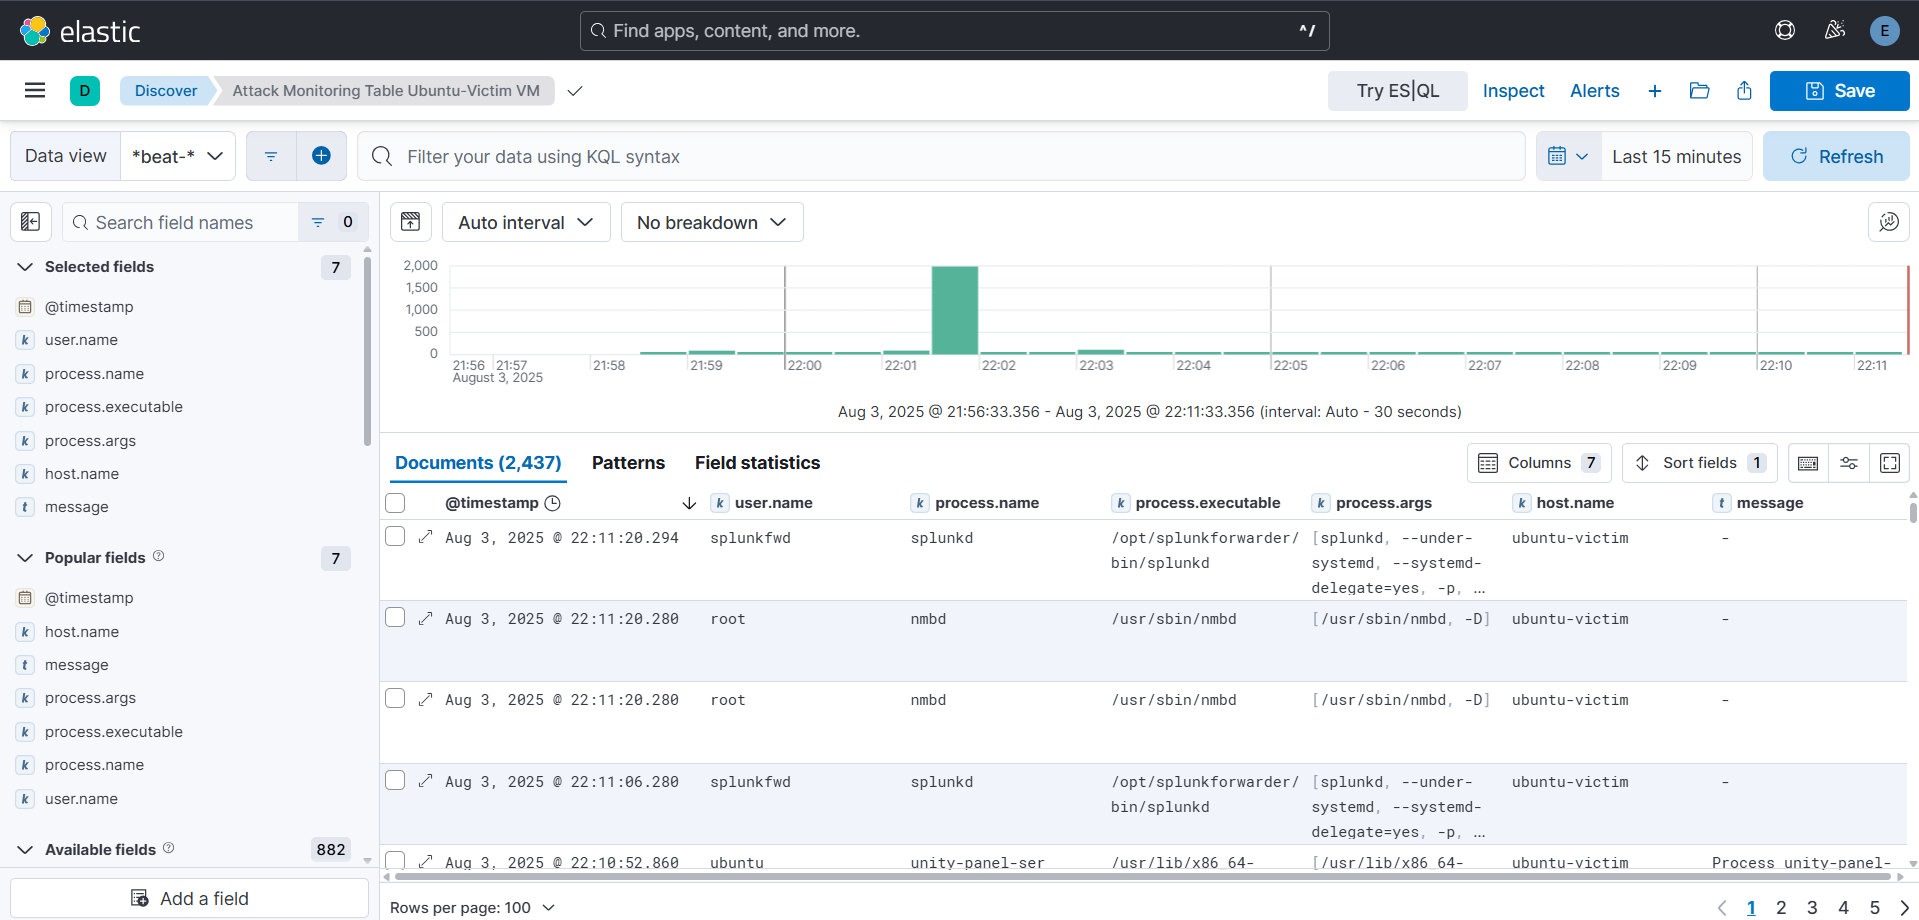 elastic
Find apps, content, and more.
^/
E
D
Discover
Attack Monitoring Table Ubuntu-Victim VM
Try ES|QL
Inspect
Alerts
Save
Data view
*beat-*
Filter your data using KQL syntax
Last 15 minutes
Refresh
Search field names
0
Selected fields
7
@timestamp
k user.name
k process.name
k process.executable
k process.args
k host.name
t message
Popular fields
7
@timestamp
k host.name
t message
k process.args
k process.executable
k process.name
k user.name
Available fields
882
Add a field
Auto interval
No breakdown
2,000
1,500
1,000
500
0
21:56 21:57 21:58 21:59 22:00 22:01 22:02 22:03 22:04 22:05 22:06 22:07 22:08 22:09 22:10 22:11
August 3, 2025
Aug 3, 2025 @ 21:56:33.356 - Aug 3, 2025 @ 22:11:33.356 (interval: Auto - 30 seconds)
Documents (2,437) Patterns Field statistics
Columns 7
Sort fields 1
@timestamp k user.name k process.name k process.executable k process.args k host.name t message
Aug 3, 2025 @ 22:11:20.294 splunkfwd splunkd /opt/splunkforwarder/ [splunkd, --under- ubuntu-victim -
bin/splunkd systemd, --systemd-
delegate=yes, -p, …
Aug 3, 2025 @ 22:11:20.280 root nmbd /usr/sbin/nmbd [/usr/sbin/nmbd, -D] ubuntu-victim -
Aug 3, 2025 @ 22:11:20.280 root nmbd /usr/sbin/nmbd [/usr/sbin/nmbd, -D] ubuntu-victim -
Aug 3, 2025 @ 22:11:06.280 splunkfwd splunkd /opt/splunkforwarder/ [splunkd, --under- ubuntu-victim -
bin/splunkd systemd, --systemd-
delegate=yes, -p, …
Aug 3, 2025 @ 22:10:52.860 ubuntu unity-panel-ser /usr/lib/x86_64- [/usr/lib/x86_64- ubuntu-victim Process unity-panel-
Rows per page: 100
1 2 3 4 5